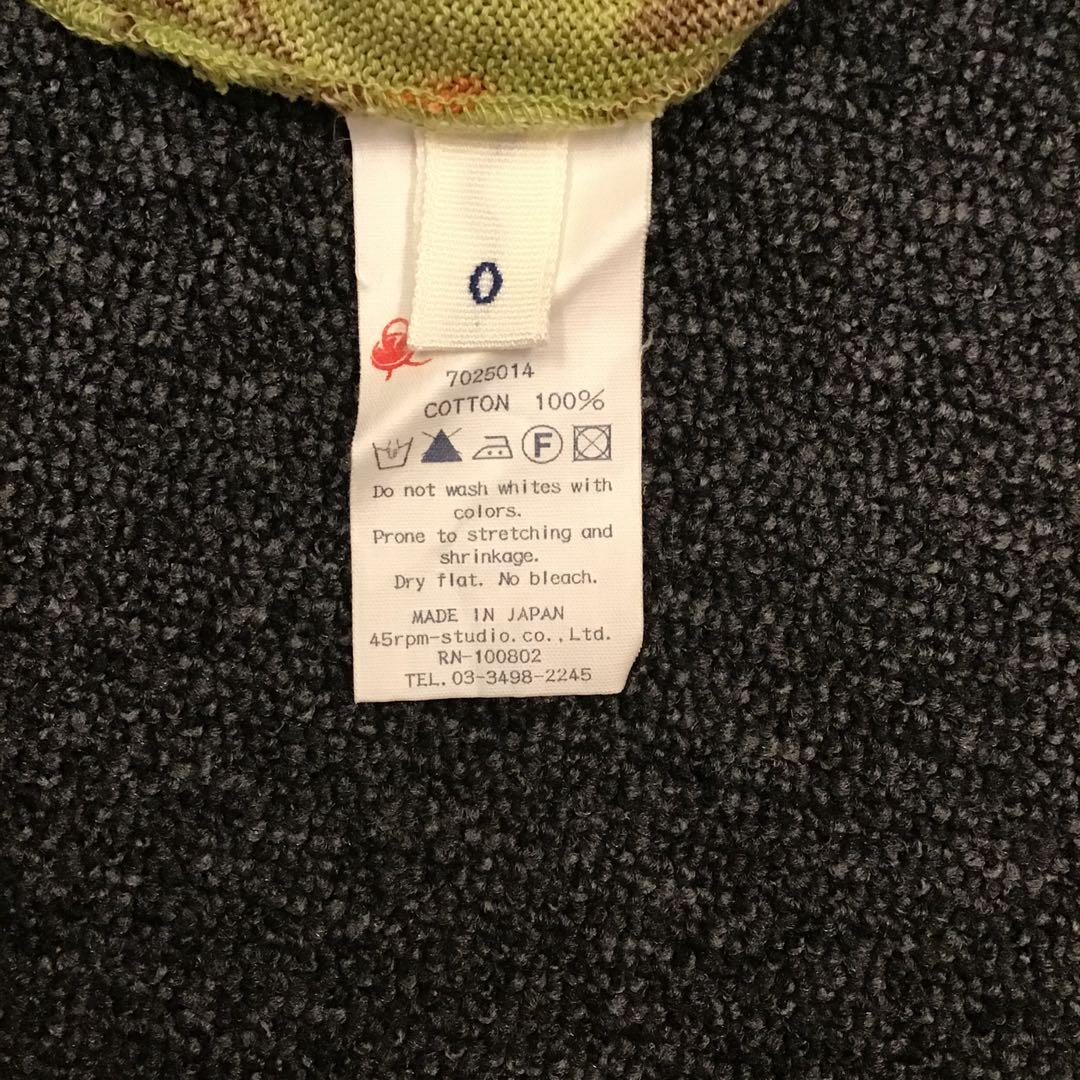 0
7025014
COTTON 100%
F
Do not wash whites with
colors.
Prone to stretching and
shrinkage.
Dry flat. No bleach.
MADE IN JAPAN
45rpm-studio.co.,Ltd.
RN-100802
TEL.03-3498-2245